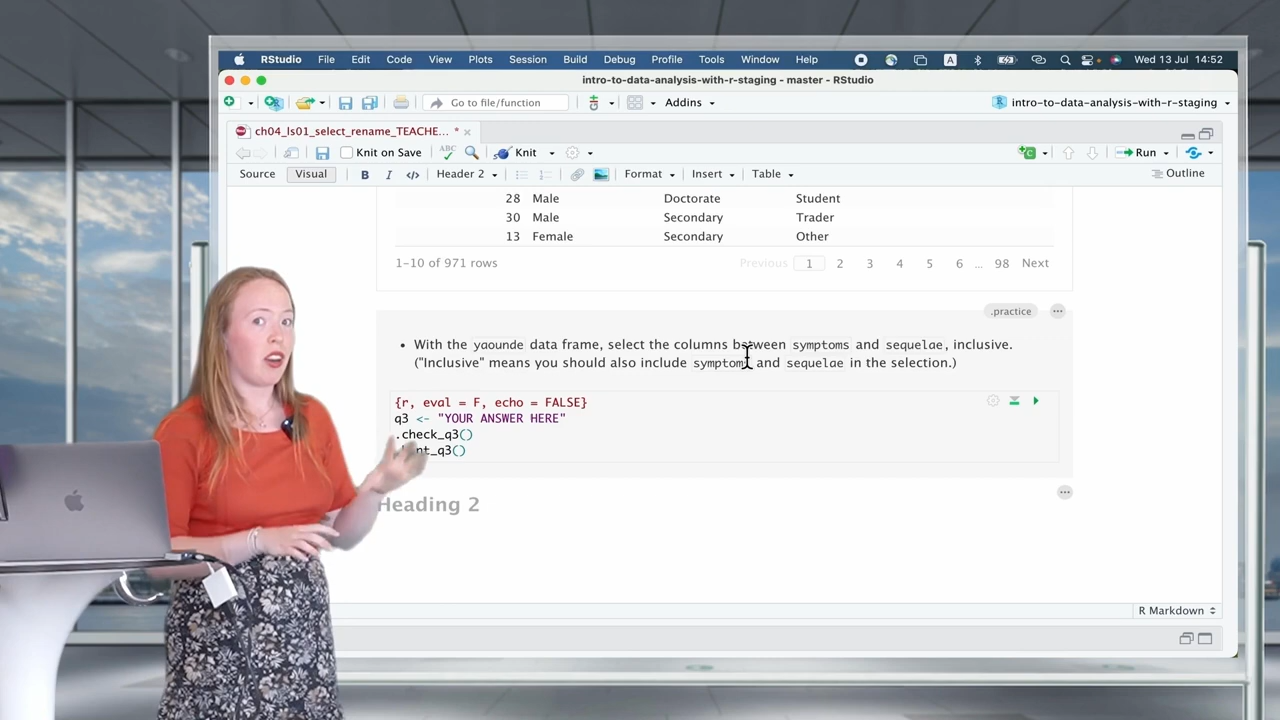 RStudio File Edit Code View Plots Session Build Debug Profile Tools Window Help A Wed 13 Jul 14:52
intro-to-data-analysis-with-r-staging - master - RStudio
Go to file/function Addins intro-to-data-analysis-with-r-staging
ch04_ls01_select_rename_TEACHE... *
Knit on Save ABC Knit Run
Source Visual B I Header 2 Format Insert Table Outline
28 Male Doctorate Student
30 Male Secondary Trader
13 Female Secondary Other
1-10 of 971 rows Previous 1 2 3 4 5 6 ... 98 Next
.practice
• With the yaounde data frame, select the columns between symptoms and sequelae, inclusive.
("Inclusive" means you should also include symptoms and sequelae in the selection.)
{r, eval = F, echo = FALSE}
q3 <- "YOUR ANSWER HERE"
.check_q3()
nt_q3()
Heading 2
R Markdown